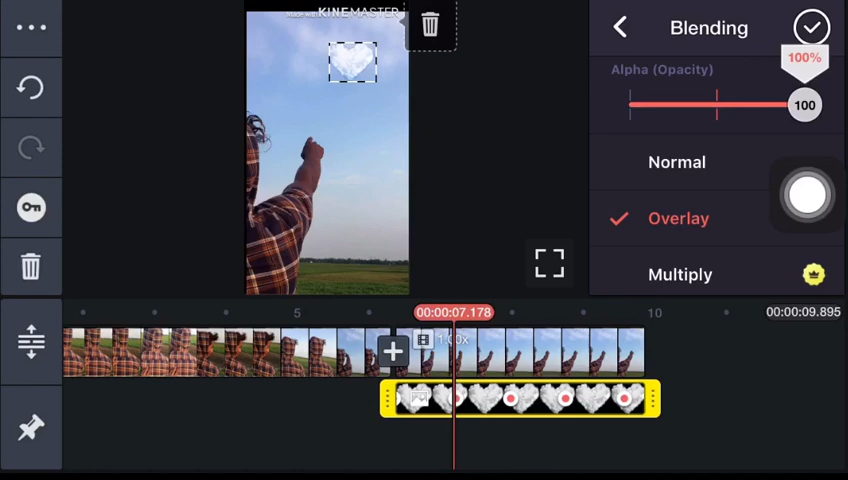 Made with KINEMASTER
Blending
100%
Alpha (Opacity)
100
Normal
Overlay
Multiply
5
00:00:07.178
10
00:00:09.895
1.00x